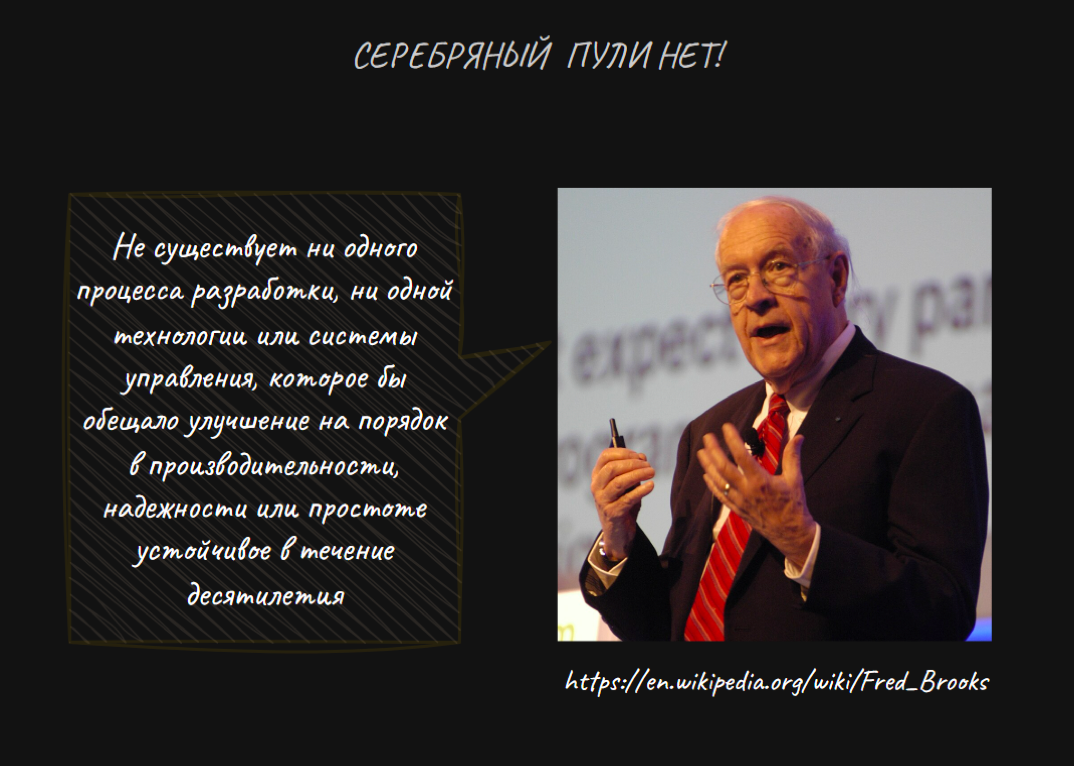 СЕРЕБРЯНЫЙ ПУЛИ НЕТ!
Не существует ни одного
процесса разработки, ни одной
технологии или системы
управления, которое бы
обещало улучшение на порядок
в производительности,
надежности или простоте
устойчивое в течение
десятилетия
expect
https://en.wikipedia.org/wiki/Fred_Brooks